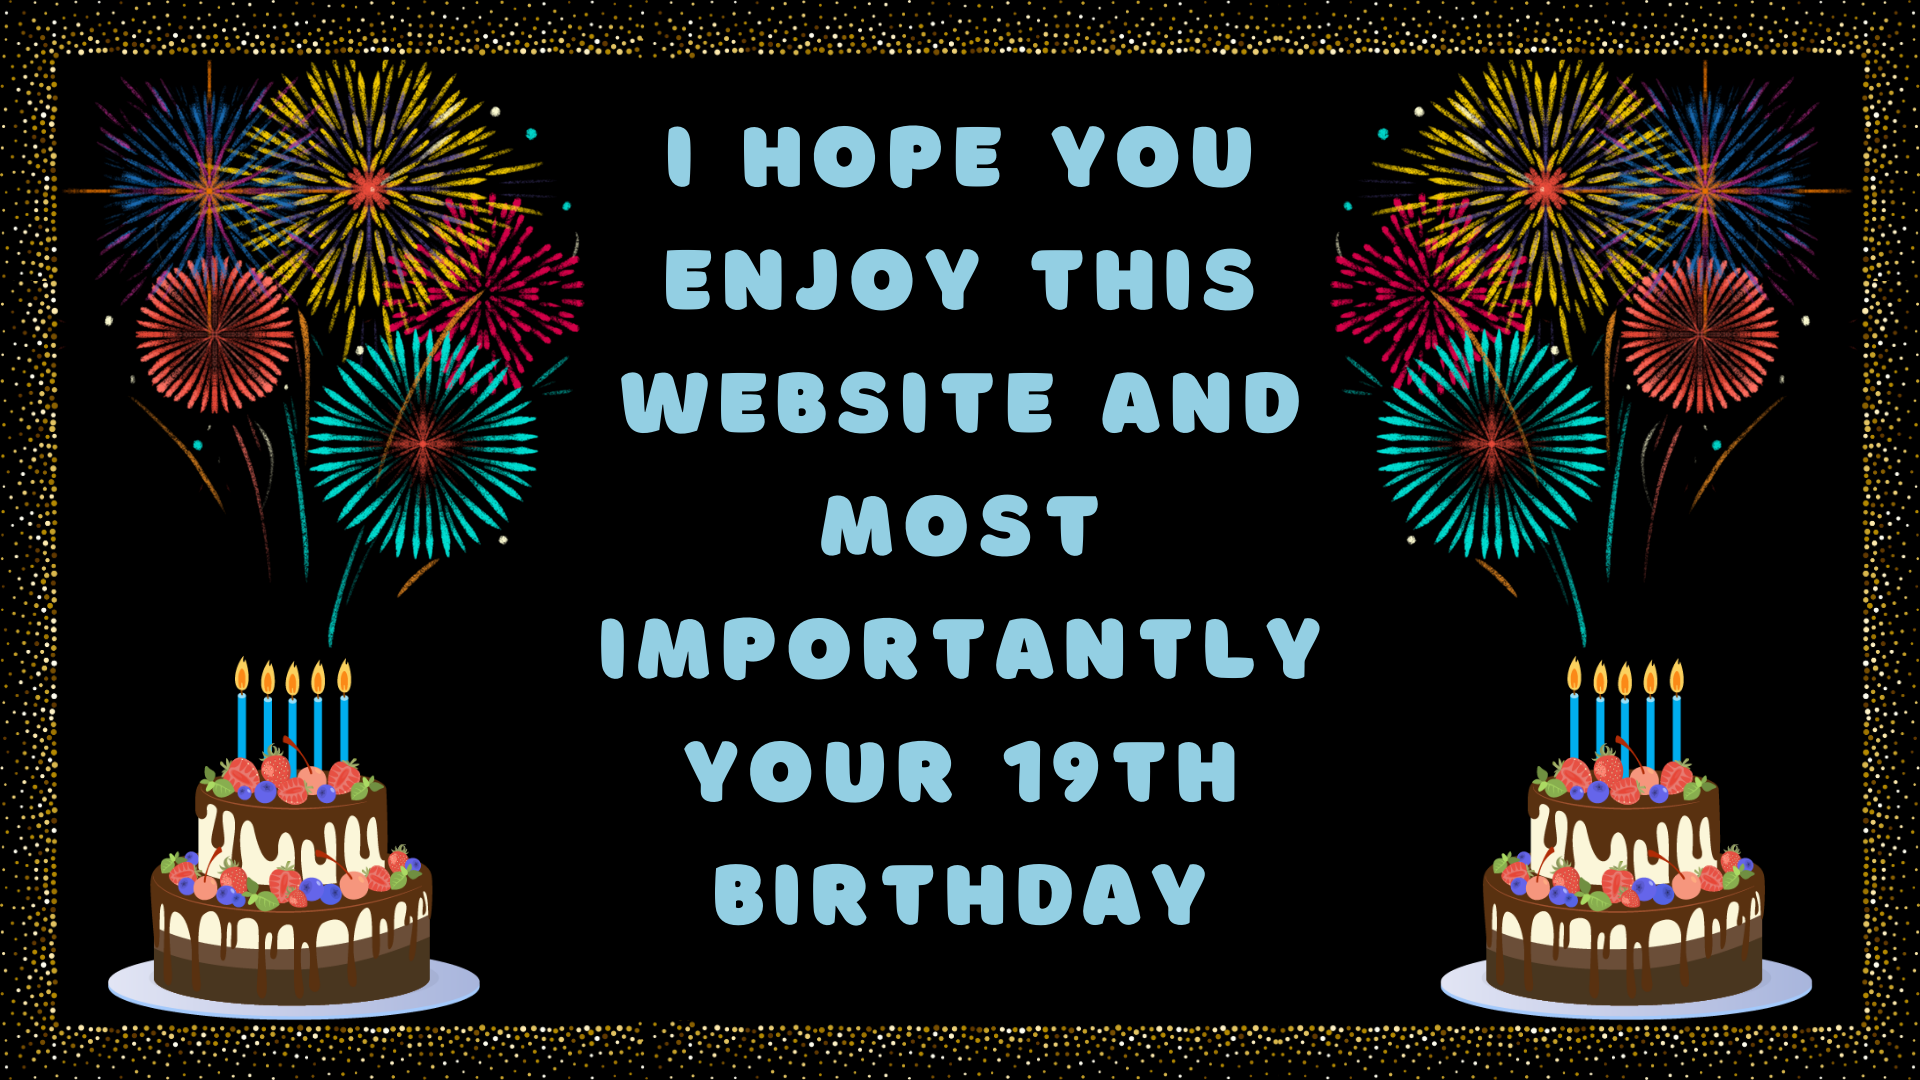 I HOPE YOU
ENJOY THIS
WEBSITE AND
MOST
IMPORTANTLY
YOUR 19TH
BIRTHDAY